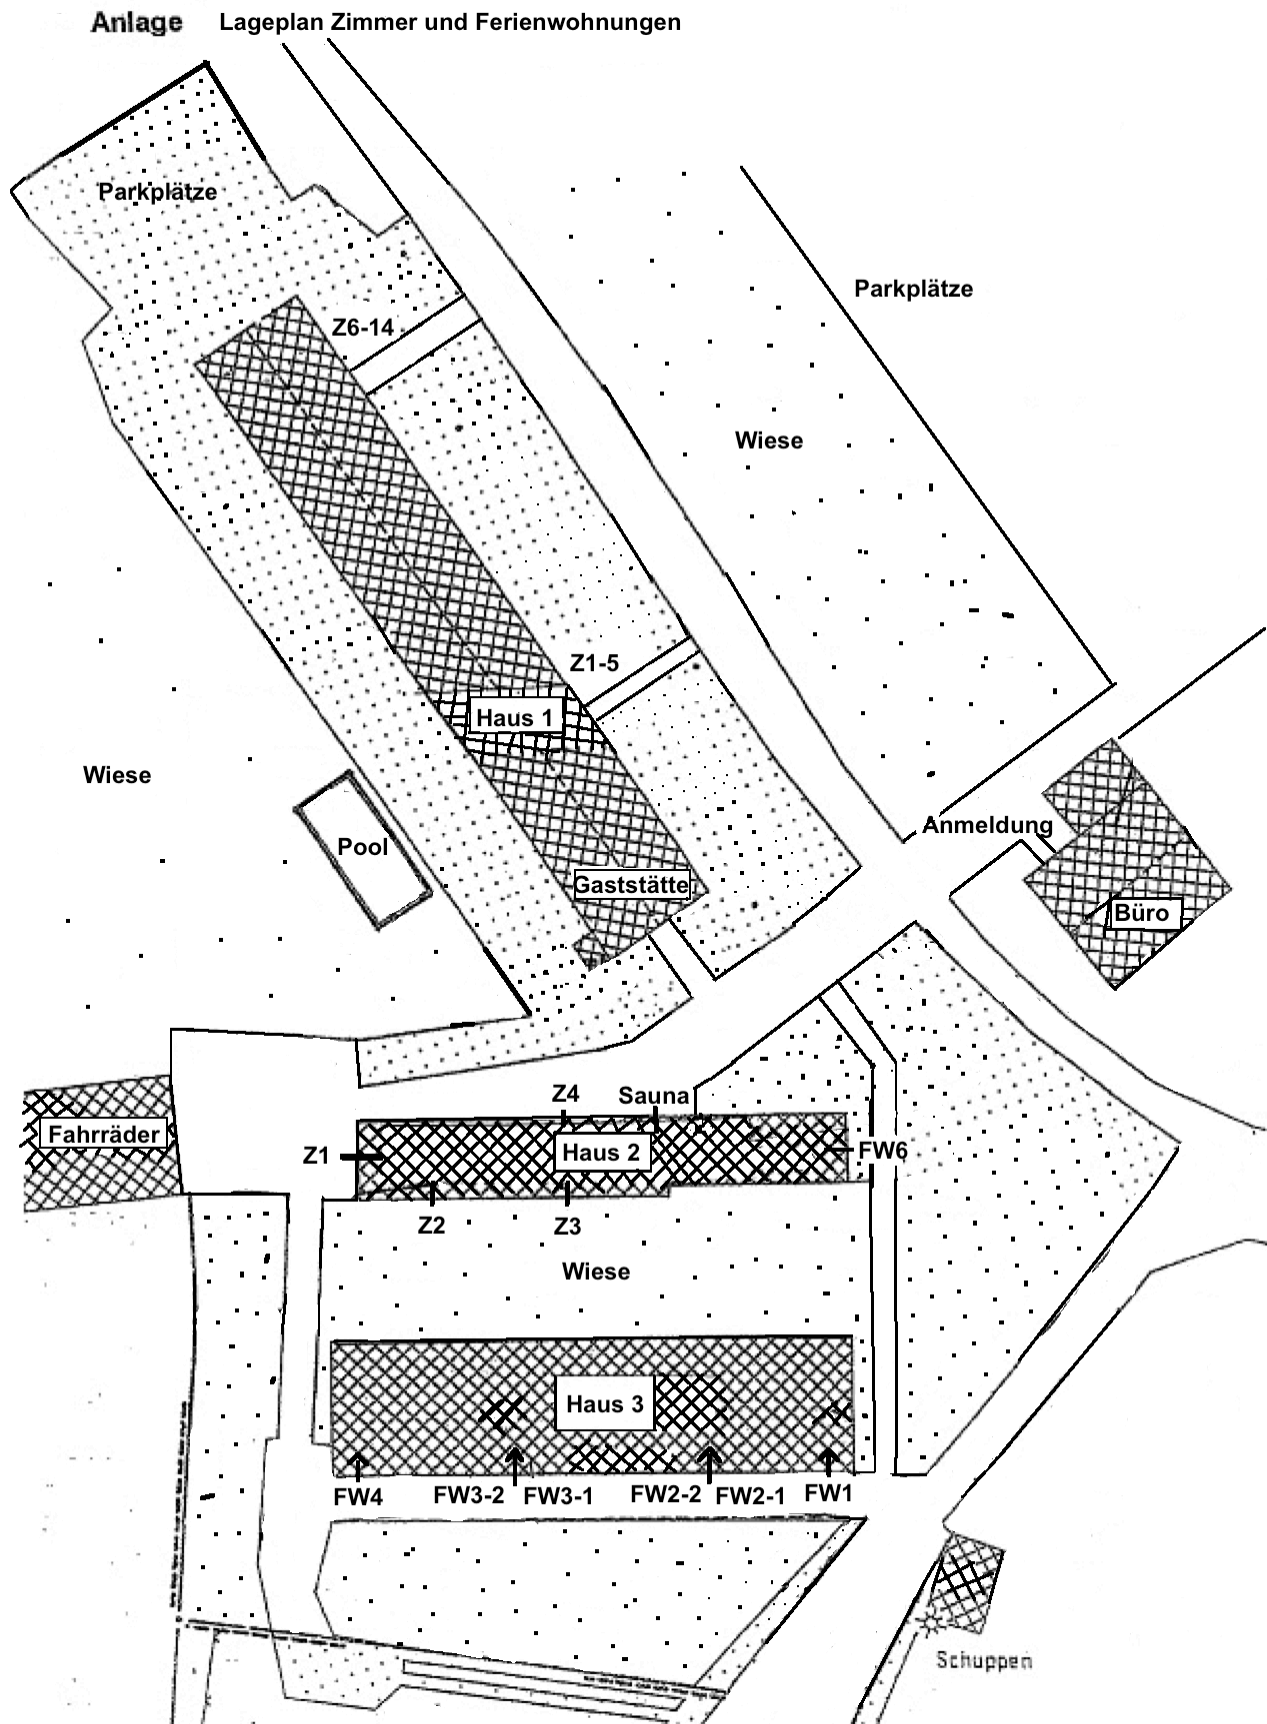 Anlage Lageplan Zimmer und Ferienwohnungen
Parkplätze
Parkplätze
Z6-14
Wiese
Z1-5
Haus 1
Wiese
Pool
Anmeldung
Gaststätte
Büro
Z4 Sauna
Fahrräder
Z1
Haus 2
FW6
Z2
Z3
Wiese
Haus 3
FW4
FW3-2
FW3-1
FW2-2
FW2-1
FW1
Schuppen